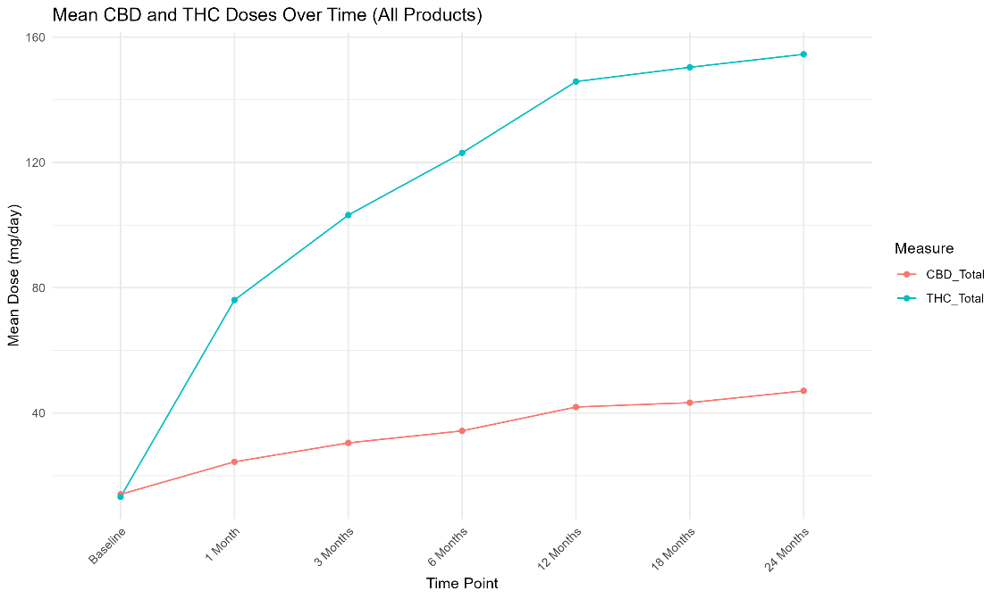 Mean CBD and THC Doses Over Time (All Products)
160
120
80
40
Mean Dose (mg/day)
Baseline
1 Month
3 Months
6 Months
12 Months
18 Months
24 Months
Time Point
Measure
CBD_Total
THC_Total